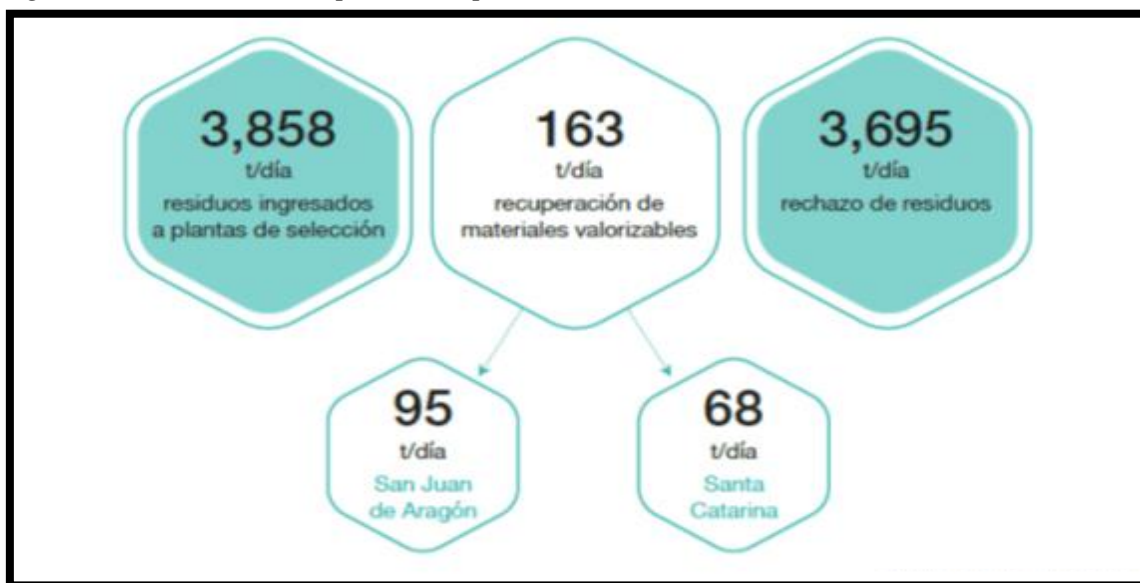 3,858
t/día
residuos ingresados
a plantas de selección
163
t/día
recuperación de
materiales valorizables
3,695
t/día
rechazo de residuos
95
t/día
San Juan
de Aragón
68
t/día
Santa
Catarina